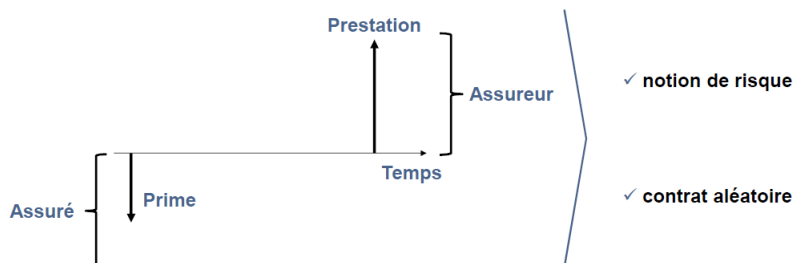 Prestation
Assureur
Temps
Assuré
Prime
✓ notion de risque
✓ contrat aléatoire